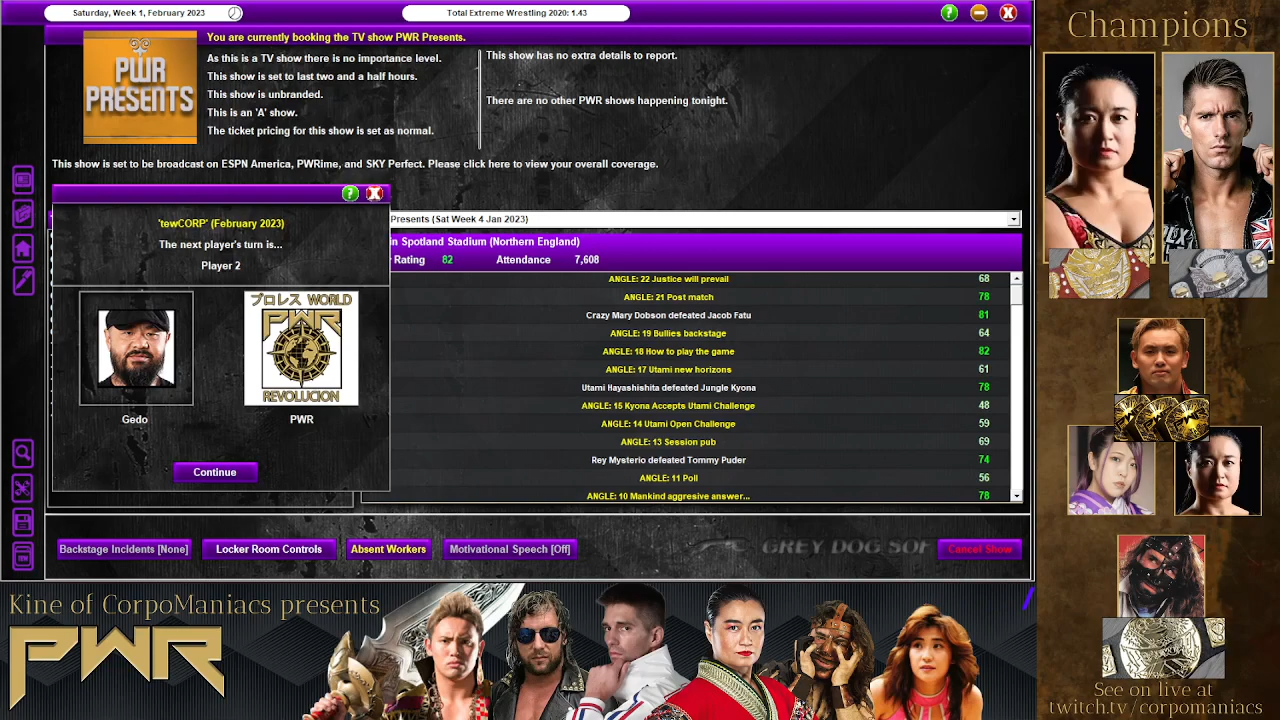 Saturday, Week 1, February 2023
Total Extreme Wrestling 2020: 1.43
Champions
PWR
PRESENTS
You are currently booking the TV show PWR Presents.
As this is a TV show there is no importance level.
This show is set to last two and a half hours.
This show is unbranded.
This is an 'A' show.
The ticket pricing for this show is set as normal.
This show has no extra details to report.
There are no other PWR shows happening tonight.
This show is set to be broadcast on ESPN America, PWRime, and SKY Perfect. Please click here to view your overall coverage.
'tewCORP' (February 2023)
The next player's turn is...
Player 2
プロレス WORLD
PWR
REVOLUCION
Gedo
PWR
Continue
Presents (Sat Week 4 Jan 2023)
in Spotland Stadium (Northern England)
Rating 82 Attendance 7,608
ANGLE: 22 Justice will prevail 68
ANGLE: 21 Post match 78
Crazy Mary Dobson defeated Jacob Fatu 81
ANGLE: 19 Bullies backstage 64
ANGLE: 18 How to play the game 82
ANGLE: 17 Utami new horizons 61
Utami Hayashishita defeated Jungle Kyona 78
ANGLE: 15 Kyona Accepts Utami Challenge 48
ANGLE: 14 Utami Open Challenge 59
ANGLE: 13 Session pub 69
Rey Mysterio defeated Tommy Puder 74
ANGLE: 11 Poll 56
ANGLE: 10 Mankind aggresive answer... 78
Backstage Incidents [None]
Locker Room Controls
Absent Workers
Motivational Speech [Off]
GREY DOG SOF
Cancel Show
Kine of CorpoManiacs presents
PWR
See on live at
twitch.tv/corpomaniacs